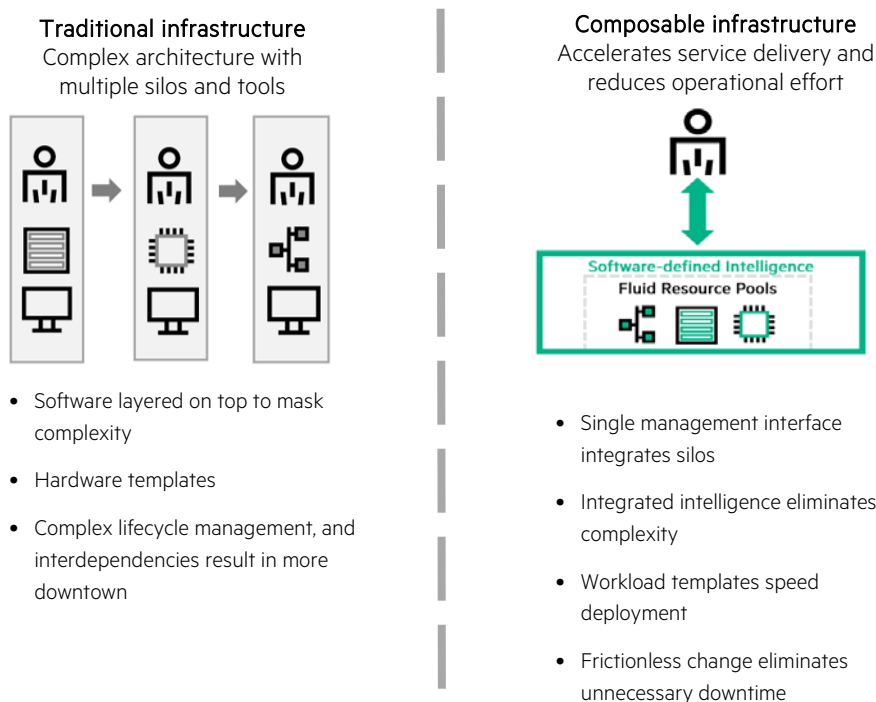 Traditional infrastructure
Complex architecture with
multiple silos and tools
• Software layered on top to mask
complexity
• Hardware templates
• Complex lifecycle management, and
interdependencies result in more
downtown
Composable infrastructure
Accelerates service delivery and
reduces operational effort
Software-defined Intelligence
Fluid Resource Pools
• Single management interface
integrates silos
• Integrated intelligence eliminates
complexity
• Workload templates speed
deployment
• Frictionless change eliminates
unnecessary downtime